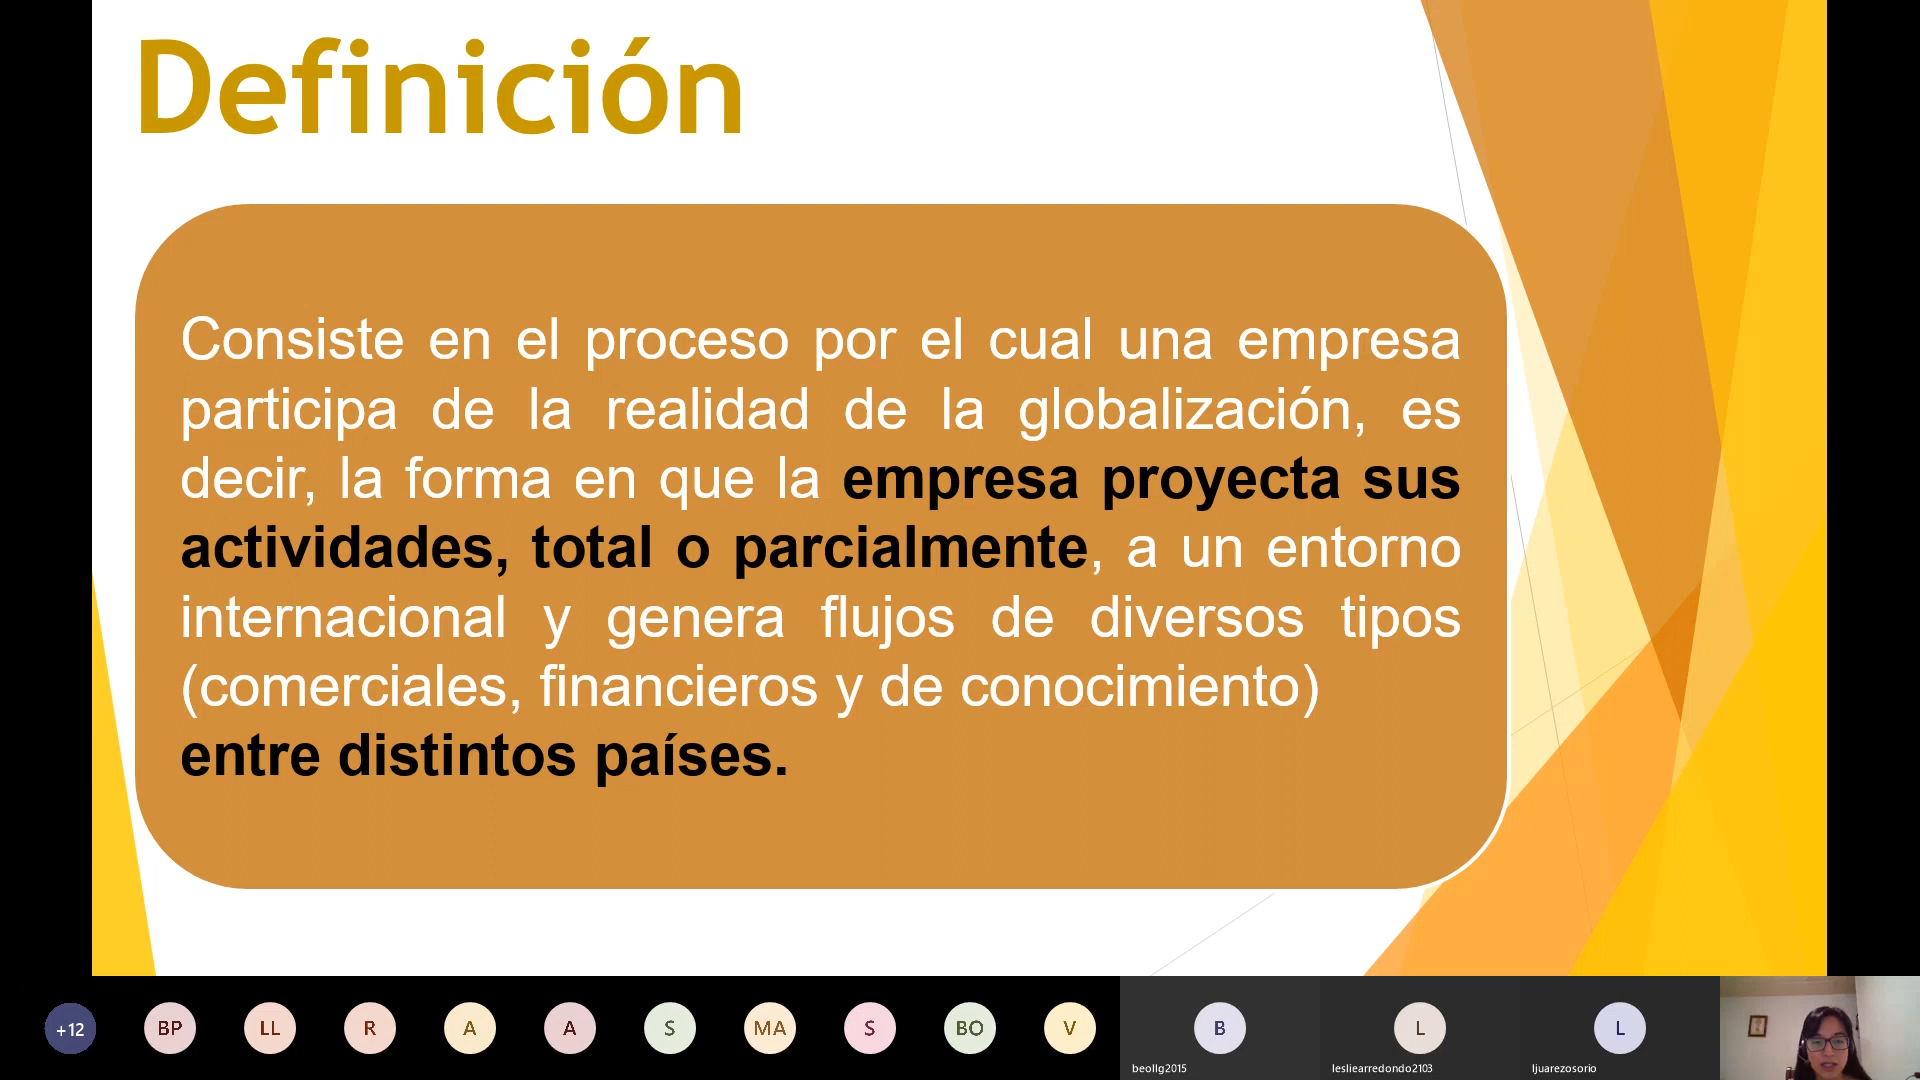 Definición
Consiste en el proceso por el cual una empresa
participa de la realidad de la globalización, es
decir, la forma en que la empresa proyecta sus
actividades, total o parcialmente, a un entorno
internacional y genera flujos de diversos tipos
(comerciales, financieros y de conocimiento)
entre distintos países.
+12
BP
LL
R
A
A
S
MA
S
BO
V
B
L
L
beollg2015
lesliearredondo2103
ljuarezosorio